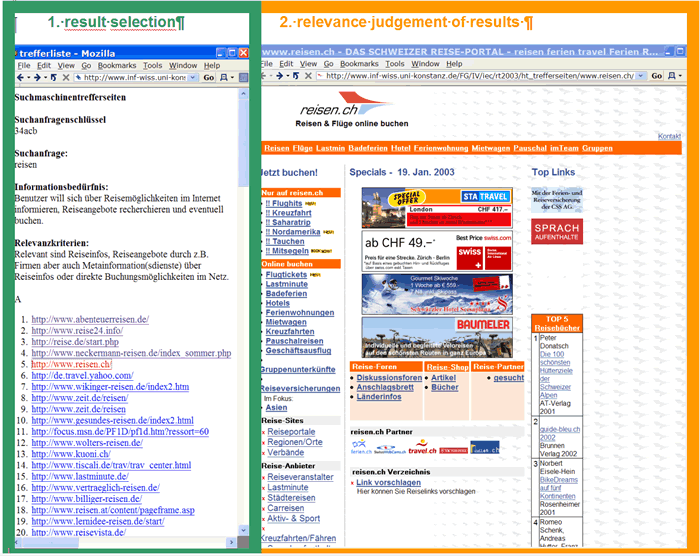 1. result selection¶
2. relevance judgement of results ¶
trefferliste - Mozilla
File Edit View Go Bookmarks Tools Window Help
http://www.inf-wiss.uni-kons
Go
Suchmaschinentrefferseiten
Suchanfragenschlüssel
34acb
Suchanfrage:
reisen
Informationsbedürfnis:
Benutzer will sich über Reisemöglichkeiten im Internet
informieren, Reiseangebote recherchieren und eventuell
buchen.
Relevanzkriterien:
Relevant sind Reiseinfos, Reiseangebote durch z.B.
Firmen aber auch Metainformation(sdienste) über
Reiseinfos oder direkte Buchungsmöglichkeiten im Netz.
A
1. http://www.abenteuerreisen.de/
2. http://www.reise24.info/
3. http://reise.de/start.php
4. http://www.neckermann-reisen.de/index_sommer.php
5. http://www.reisen.ch/
6. http://de.travel.yahoo.com/
7. http://www.wikinger-reisen.de/index2.htm
8. http://www.zeit.de/reisen/
9. http://www.zeit.de/reisen
10. http://www.gesundes-reisen.de/index2.html
11. http://focus.msn.de/PF1D/pf1d.htm?ressort=60
12. http://www.wolters-reisen.de/
13. http://www.kuoni.ch/
14. http://www.tiscali.de/trav/trav_center.html
15. http://www.lastminute.de/
16. http://www.vertraeglich-reisen.de/
17. http://www.billiger-reisen.de/
18. http://www.reisen.at/content/pageframe.asp
19. http://www.lernidee-reisen.de/start/
20. http://www.reisevista.de/
www.reisen.ch - DAS SCHWEIZER REISE-PORTAL - reisen ferien travel Ferien R...
File Edit View Go Bookmarks Tools Window Help
http://www.inf-wiss.uni-konstanz.de/FG/IV/iec/rt2003/ht_trefferseiten/www.reisen.ch/
Go
reisen.ch
Reisen & Flüge online buchen
Kontakt
Reisen Flüge Lastmin Badeferien Hotel Ferienwohnung Mietwagen Pauschal imTeam Gruppen
Jetzt buchen!
Nur auf reisen.ch
!! Flughits
!! Kreuzfahrt
!! Saharatrip
!! Nordamerika
!! Tauchen
!! Mitsegeln
Online buchen
Flugtickets
Lastminute
Badeferien
Hotels
Ferienwohnungen
Mietwagen
Kreuzfahrten
Pauschalreisen
Geschäftsausflug
Gruppenunterkünfte
Reiseversicherungen
Im Fokus:
Asien
Reise-Sites
Reiseportale
Regionen/Orte
Verbände
Reise-Anbieter
Reiseveranstalter
Lastminute
Städtereisen
Carreisen
Aktiv- & Sport
Kreuzfahrten/Fähren
Specials - 19. Jan. 2003
SPECIAL OFFER
STA TRAVEL
London
CHF 417.--
ab CHF 49.–*
Best Price swiss.com
Preis für eine Strecke. Zürich - Berlin
swiss
Gourmet Skiwoche
1 Woche ab € 559.-
Schitaler Hotel
BAUMELER
Individuelle und begleitete Veloreisen
auf den schönsten Routen in ganz Europa
Reise-Foren
Diskussionsforen
Anschlagsbrett
Länderinfos
Reise-Shop
Artikel
Bücher
Reise-Partner
gesucht
reisen.ch Partner
ferien.ch
travel.ch
reisen.ch Verzeichnis
Link vorschlagen
Hier können Sie Reiselinks vorschlagen
Top Links
Mit der Ferien- und
Reiseversicherung
der CSS AG.
SPRACH
AUFENTHALTE
TOP 5
Reisebücher
1 Peter
Donatsch
Die 100
schönsten
Hüttenziele
der
Schweizer
Alpen
AT-Verlag
2001
2
guide-bleu.ch
2002
Brunnen
Verlag 2002
3 Norbert
Eisele-Hein
BikeDreams
auf fünf
Kontinenten
Rosenheimer
2001
4 Romeo
Schenk,
Andreas
Hutter, Franz